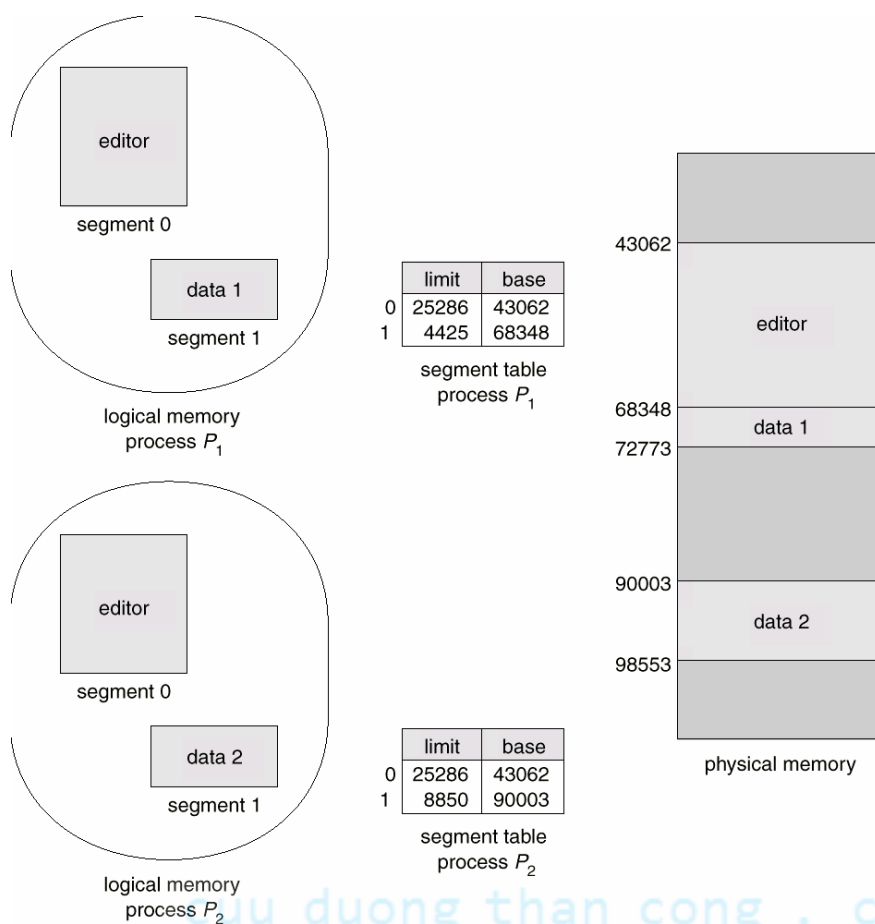 editor
segment 0
data 1
segment 1
logical memory
process P1
limit base
0 25286 43062
1 4425 68348
segment table
process P1
43062
editor
68348
data 1
72773
90003
data 2
98553
physical memory
editor
segment 0
data 2
segment 1
logical memory
process P2
limit base
0 25286 43062
1 8850 90003
segment table
process P2
cuu duong than cong . c